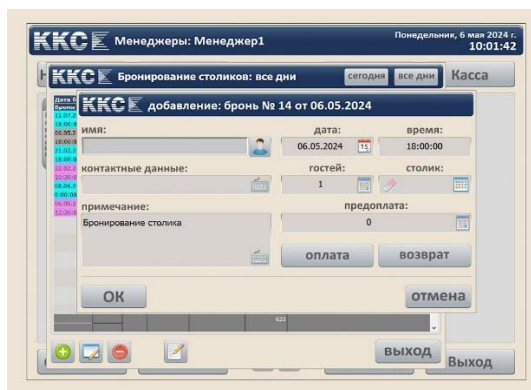 ККС Менеджеры: Менеджер1
Понедельник, 6 мая 2024 г.
10:01:42
ККС Бронирование столиков: все дни
сегодня
все дни
Касса
ККС добавление: бронь № 14 от 06.05.2024
имя:
дата:
время:
06.05.2024
15
18:00:00
контактные данные:
гостей:
столик:
1
примечание:
предоплата:
Бронирование столика
0
оплата
возврат
ОК
отмена
выход
Выход